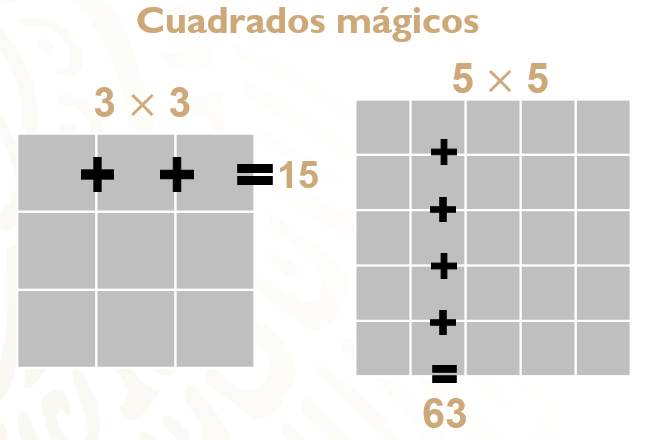 Cuadrados mágicos
3 × 3
+ + = 15
5 × 5
+
+
+
+
=
63